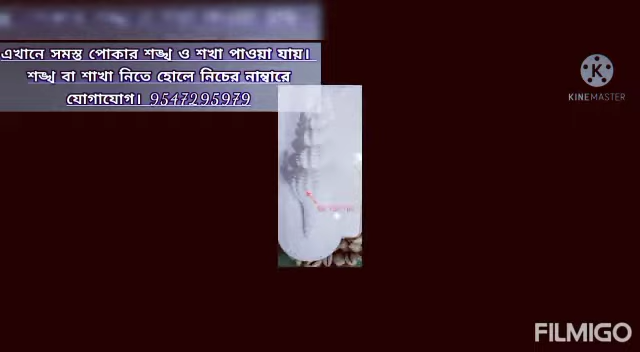 এখানে সমস্ত পোকার শঙ্খ ও শখা পাওয়া যায়।
শঙ্খ বা শাখা নিতে হোলে নিচের নাম্বারে
যোগাযোগ। 9547295979
KINEMASTER
FILMIGO